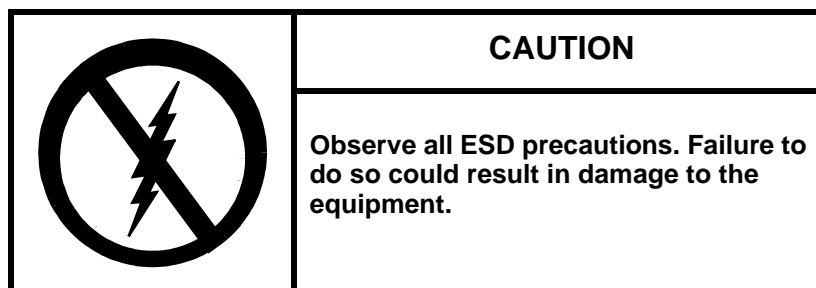 CAUTION
Observe all ESD precautions. Failure to
do so could result in damage to the
equipment.